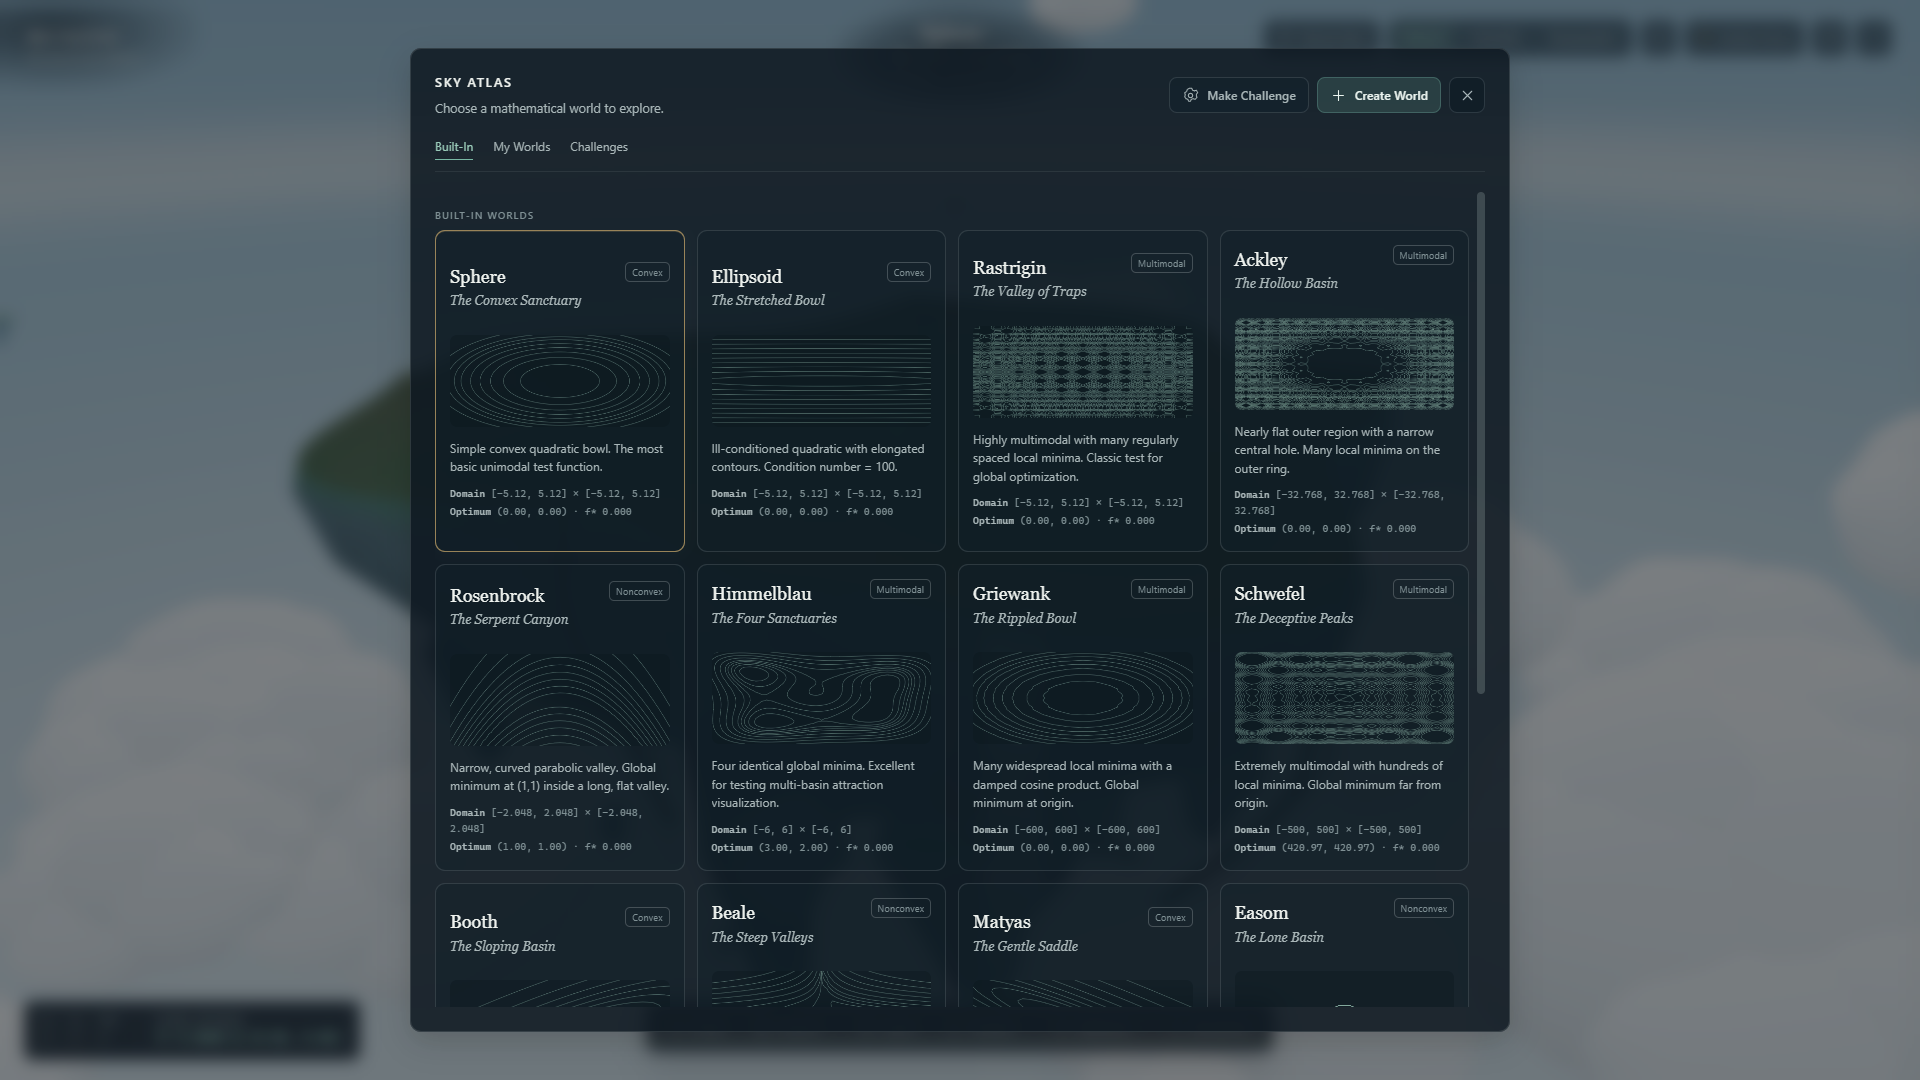 SKY ATLAS
Choose a mathematical world to explore.
Make Challenge
Create World
Built-In
My Worlds
Challenges
BUILT-IN WORLDS
Sphere
Convex
The Convex Sanctuary
Simple convex quadratic bowl. The most
basic unimodal test function.
Domain [−5.12, 5.12] × [−5.12, 5.12]
Optimum (0.00, 0.00) · f* 0.000
Ellipsoid
Convex
The Stretched Bowl
Ill-conditioned quadratic with elongated
contours. Condition number = 100.
Domain [−5.12, 5.12] × [−5.12, 5.12]
Optimum (0.00, 0.00) · f* 0.000
Rastrigin
Multimodal
The Valley of Traps
Highly multimodal with many regularly
spaced local minima. Classic test for
global optimization.
Domain [−5.12, 5.12] × [−5.12, 5.12]
Optimum (0.00, 0.00) · f* 0.000
Ackley
Multimodal
The Hollow Basin
Nearly flat outer region with a narrow
central hole. Many local minima on the
outer ring.
Domain [−32.768, 32.768] × [−32.768,
32.768]
Optimum (0.00, 0.00) · f* 0.000
Rosenbrock
Nonconvex
The Serpent Canyon
Narrow, curved parabolic valley. Global
minimum at (1,1) inside a long, flat valley.
Domain [−2.048, 2.048] × [−2.048,
2.048]
Optimum (1.00, 1.00) · f* 0.000
Himmelblau
Multimodal
The Four Sanctuaries
Four identical global minima. Excellent
for testing multi-basin attraction
visualization.
Domain [−6, 6] × [−6, 6]
Optimum (3.00, 2.00) · f* 0.000
Griewank
Multimodal
The Rippled Bowl
Many widespread local minima with a
damped cosine product. Global
minimum at origin.
Domain [−600, 600] × [−600, 600]
Optimum (0.00, 0.00) · f* 0.000
Schwefel
Multimodal
The Deceptive Peaks
Extremely multimodal with hundreds of
local minima. Global minimum far from
origin.
Domain [−500, 500] × [−500, 500]
Optimum (420.97, 420.97) · f* 0.000
Booth
Convex
The Sloping Basin
Beale
Nonconvex
The Steep Valleys
Matyas
Convex
The Gentle Saddle
Easom
Nonconvex
The Lone Basin